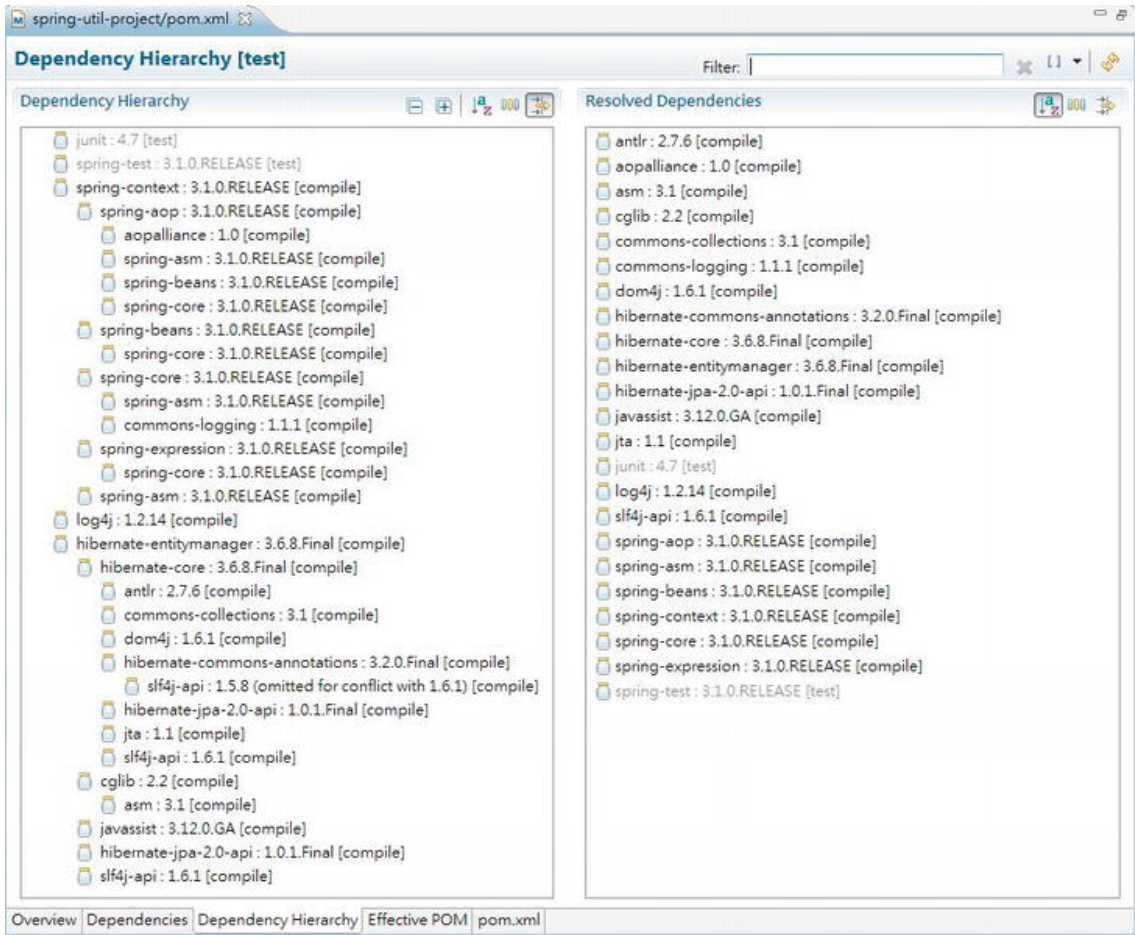 spring-util-project/pom.xml
Dependency Hierarchy [test]
Filter:
Dependency Hierarchy
junit : 4.7 [test]
spring-test : 3.1.0.RELEASE [test]
spring-context : 3.1.0.RELEASE [compile]
spring-aop : 3.1.0.RELEASE [compile]
aopalliance : 1.0 [compile]
spring-asm : 3.1.0.RELEASE [compile]
spring-beans : 3.1.0.RELEASE [compile]
spring-core : 3.1.0.RELEASE [compile]
spring-beans : 3.1.0.RELEASE [compile]
spring-core : 3.1.0.RELEASE [compile]
spring-core : 3.1.0.RELEASE [compile]
spring-asm : 3.1.0.RELEASE [compile]
commons-logging : 1.1.1 [compile]
spring-expression : 3.1.0.RELEASE [compile]
spring-core : 3.1.0.RELEASE [compile]
spring-asm : 3.1.0.RELEASE [compile]
log4j : 1.2.14 [compile]
hibernate-entitymanager : 3.6.8.Final [compile]
hibernate-core : 3.6.8.Final [compile]
antlr : 2.7.6 [compile]
commons-collections : 3.1 [compile]
dom4j : 1.6.1 [compile]
hibernate-commons-annotations : 3.2.0.Final [compile]
slf4j-api : 1.5.8 (omitted for conflict with 1.6.1) [compile]
hibernate-jpa-2.0-api : 1.0.1.Final [compile]
jta : 1.1 [compile]
slf4j-api : 1.6.1 [compile]
cglib : 2.2 [compile]
asm : 3.1 [compile]
javassist : 3.12.0.GA [compile]
hibernate-jpa-2.0-api : 1.0.1.Final [compile]
slf4j-api : 1.6.1 [compile]
Resolved Dependencies
antlr : 2.7.6 [compile]
aopalliance : 1.0 [compile]
asm : 3.1 [compile]
cglib : 2.2 [compile]
commons-collections : 3.1 [compile]
commons-logging : 1.1.1 [compile]
dom4j : 1.6.1 [compile]
hibernate-commons-annotations : 3.2.0.Final [compile]
hibernate-core : 3.6.8.Final [compile]
hibernate-entitymanager : 3.6.8.Final [compile]
hibernate-jpa-2.0-api : 1.0.1.Final [compile]
javassist : 3.12.0.GA [compile]
jta : 1.1 [compile]
junit : 4.7 [test]
log4j : 1.2.14 [compile]
slf4j-api : 1.6.1 [compile]
spring-aop : 3.1.0.RELEASE [compile]
spring-asm : 3.1.0.RELEASE [compile]
spring-beans : 3.1.0.RELEASE [compile]
spring-context : 3.1.0.RELEASE [compile]
spring-core : 3.1.0.RELEASE [compile]
spring-expression : 3.1.0.RELEASE [compile]
spring-test : 3.1.0.RELEASE [test]
Overview Dependencies Dependency Hierarchy Effective POM pom.xml